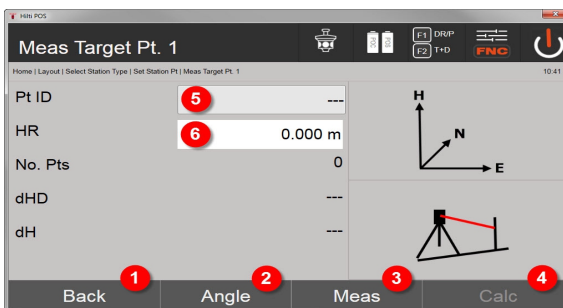 Hilti POS
Meas Target Pt. 1
POC
POS
F1 DR/P
F2 T+D
FNC
Home | Layout | Select Station Type | Set Station Pt | Meas Target Pt. 1
10:41
Pt ID 5 ---
HR 6 0.000 m
No. Pts 0
dHD ---
dH ---
H
N
E
1 2 3 4
Back Angle Meas Calc